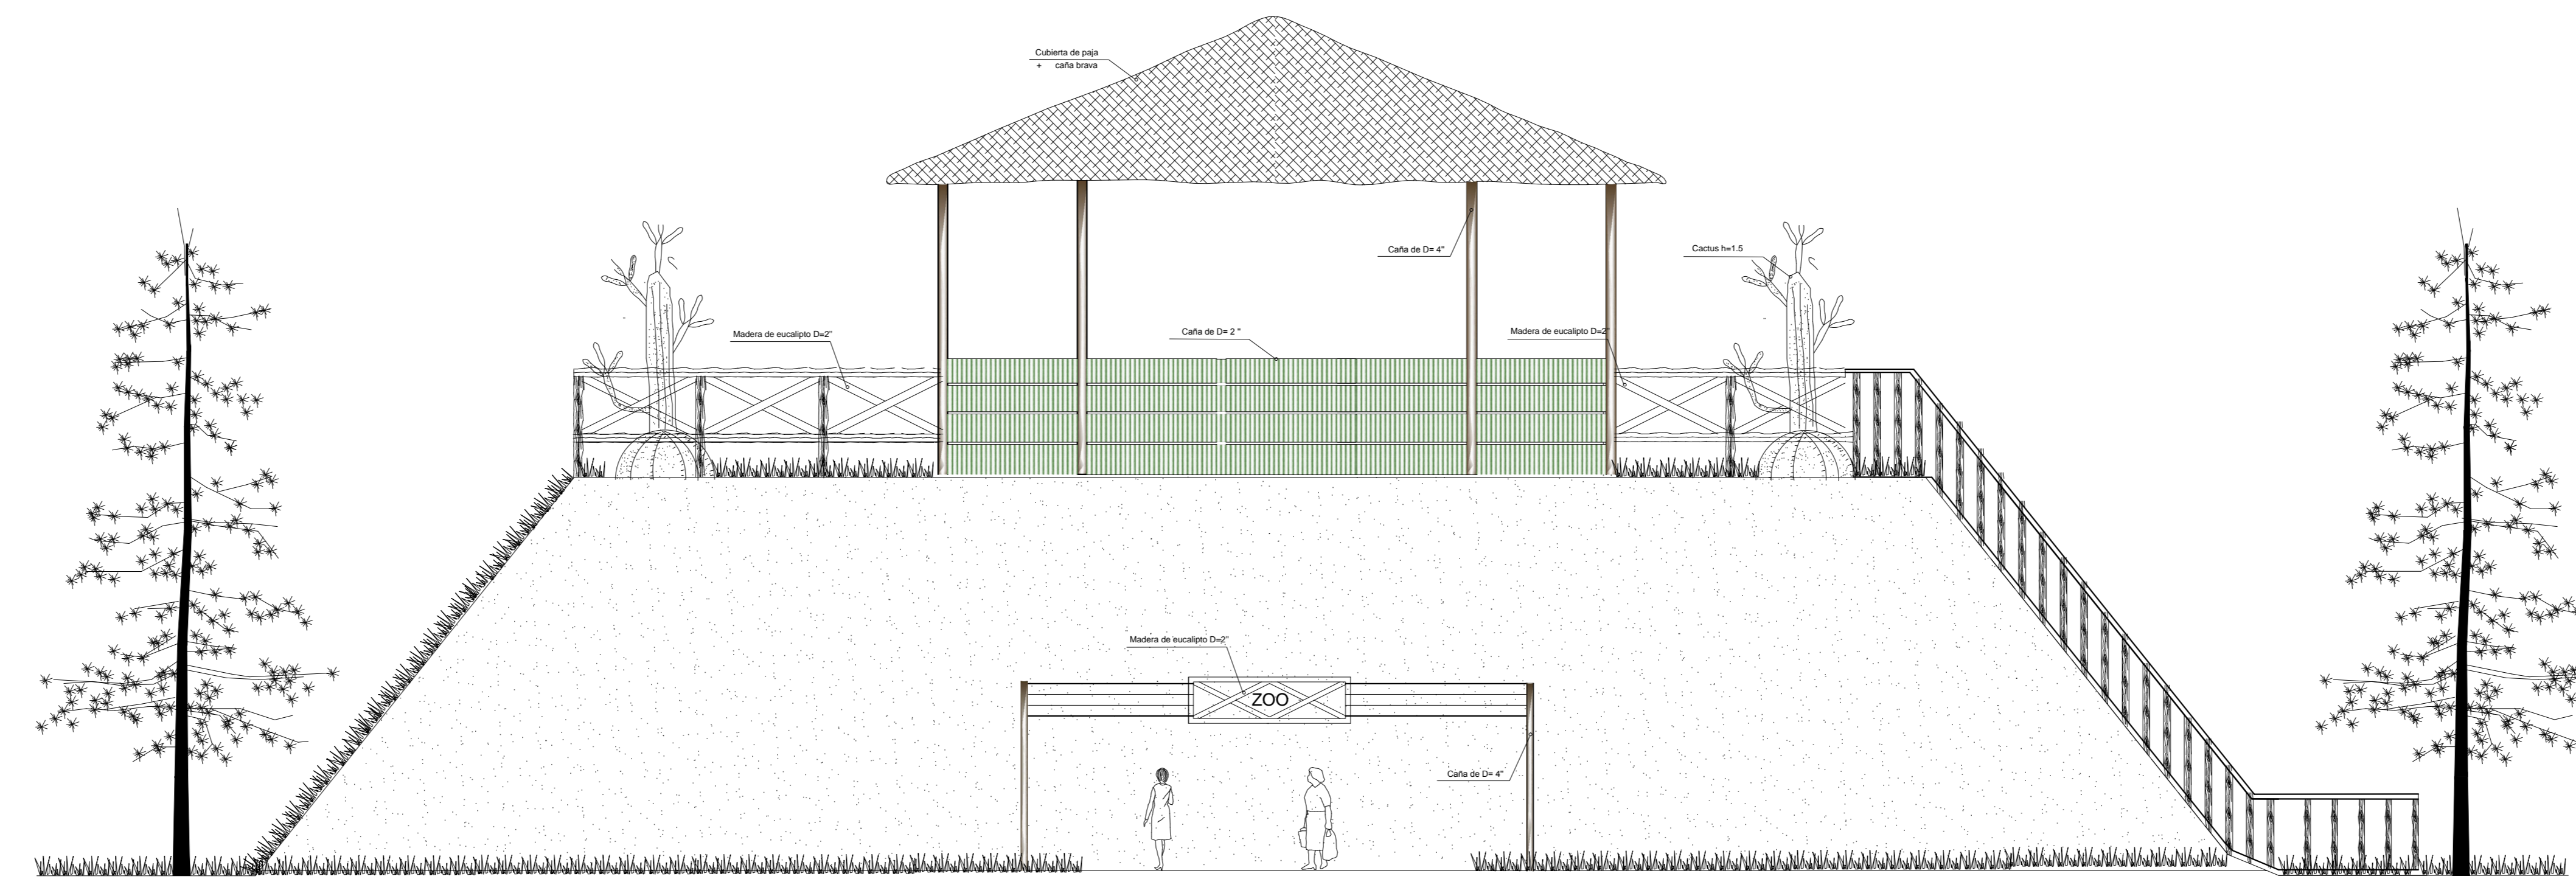 Cubierta de paja
+ caña brava
Caña de D= 4"
Cactus h=1.5
Madera de eucalipto D=2"
Caña de D= 2 "
Madera de eucalipto D=2"
Madera de eucalipto D=2"
ZOO
Caña de D= 4"